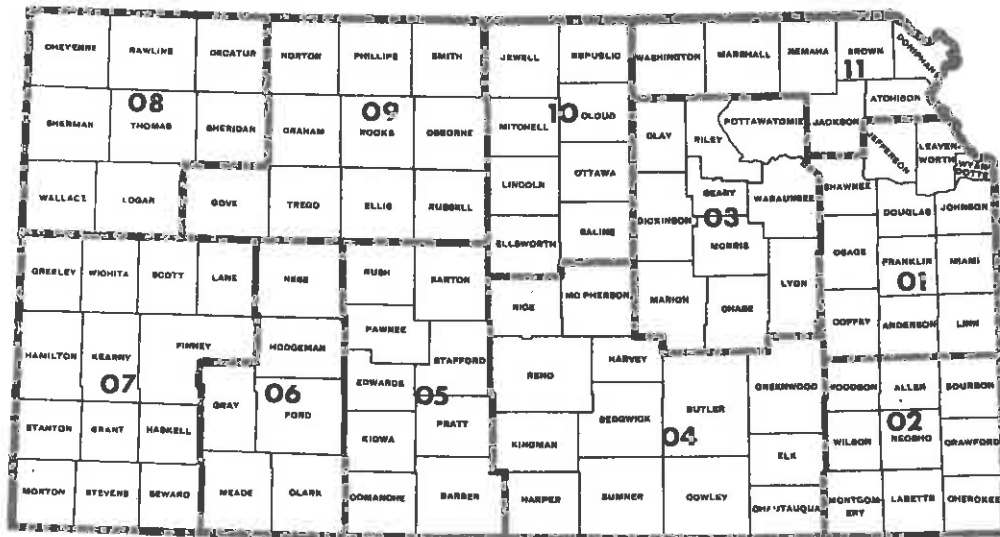 CHEYENNE RAWLINS DECATUR NORTON PHILLIPS SMITH JEWELL REPUBLIC WASHINGTON MARSHALL NEMAHA BROWN DONIPHAN
08 09 10 11
SHERMAN THOMAS SHERIDAN GRAHAM ROOKS OSBORNE MITCHELL CLOUD CLAY RILEY POTTAWATOMIE JACKSON ATCHISON
JEFFERSON LEAVEN WORTH WYAN DOTTE
WALLACE LOGAN GOVE TREGO ELLIS RUSSELL LINCOLN OTTAWA GEARY WABAUNSEE SHAWNEE DOUGLAS JOHNSON
03
ELLSWORTH SALINE DICKINSON MORRIS OSAGE FRANKLIN MIAMI
01
GREELEY WICHITA SCOTT LANE NESS RUSH BARTON RICE MC PHERSON MARION CHASE LYON COFFEY ANDERSON LINN
HAMILTON KEARNY FINNEY HODGEMAN PAWNEE STAFFORD RENO HARVEY BUTLER GREENWOOD WOODSON ALLEN BOURBON
07 06 05 04 02
GRAY FORD EDWARDS PRATT SEDGWICK
STANTON GRANT HASKELL KIOWA KINGMAN ELK WILSON NEOSHO CRAWFORD
MORTON STEVENS SEWARD MEADE CLARK COMANCHE BARBER HARPER SUMNER COWLEY CHAUTAUQUA MONTGOM ERY LABETTE CHEROKEE